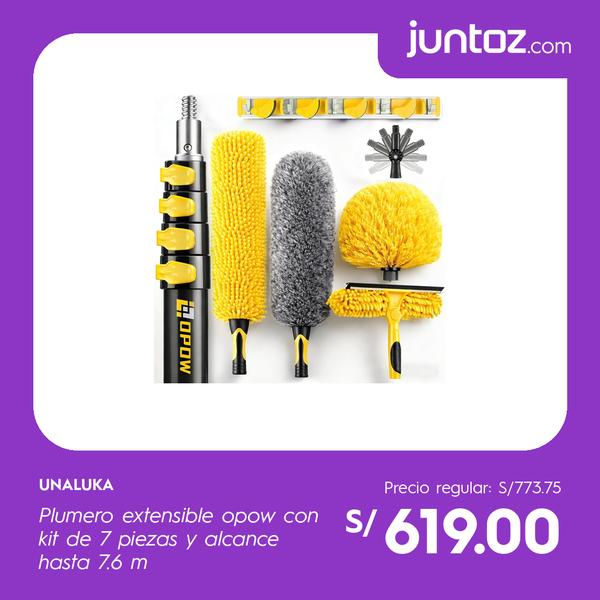 juntoz.com
OPOW
UNALUKA
Plumero extensible opow con
kit de 7 piezas y alcance
hasta 7.6 m
Precio regular: S/773.75
S/619.00